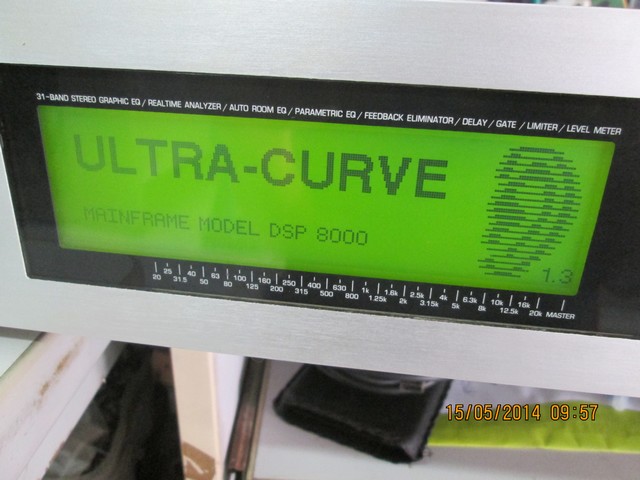 31-BAND STEREO GRAPHIC EQ / REALTIME ANALYZER / AUTO ROOM EQ / PARAMETRIC EQ / FEEDBACK ELIMINATOR / DELAY / GATE / LIMITER / LEVEL METER
ULTRA-CURVE
MAINFRAME MODEL DSP 8000
1.3
25 40 63 100 160 250 400 630 1k 1.6k 2.5k 4k 6.3k 10k 16k
20 31.5 50 80 125 200 315 500 800 1.25k 2k 3.15k 5k 8k 12.5k 20k MASTER
15/05/2014 09:57